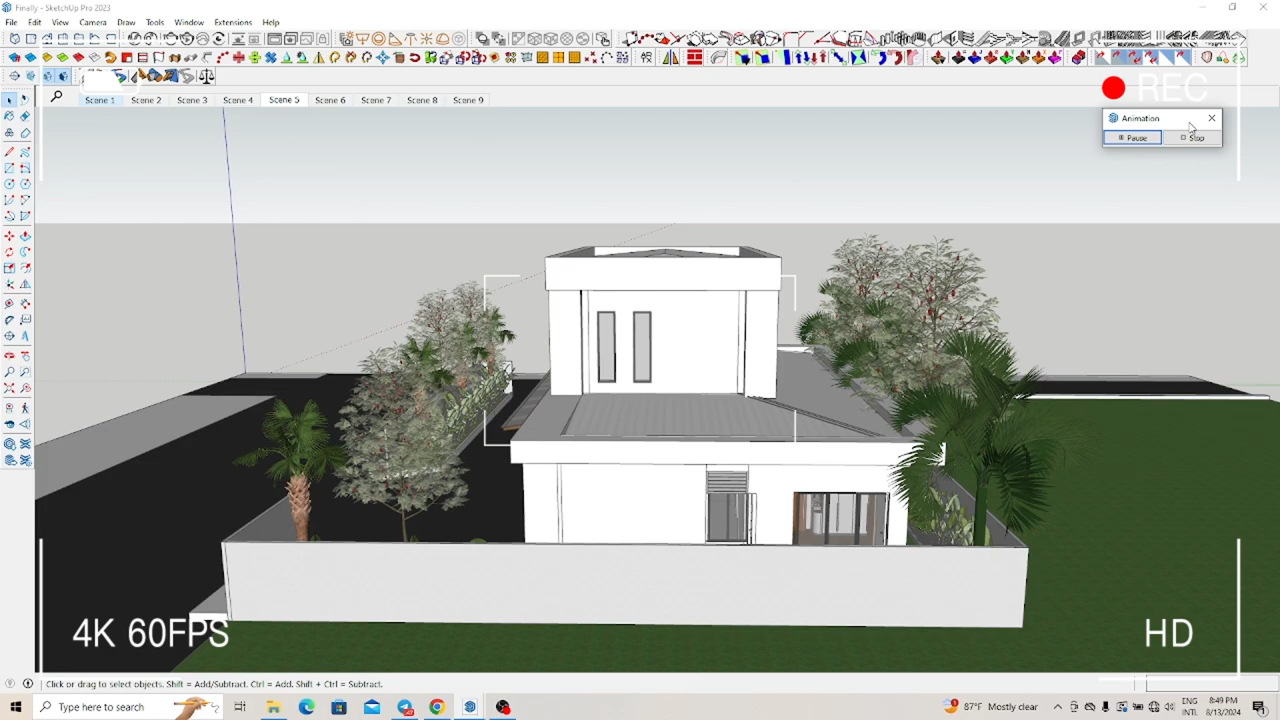 Finally - SketchUp Pro 2023
File Edit View Camera Draw Tools Window Extensions Help
Scene 1 Scene 2 Scene 3 Scene 4 Scene 5 Scene 6 Scene 7 Scene 8 Scene 9
REC
Animation
Pause Stop
4K 60FPS
HD
Click or drag to select objects. Shift = Add/Subtract. Ctrl = Add. Shift + Ctrl = Subtract.
Type here to search
87°F Mostly clear
ENG
INTL
8:49 PM
8/13/2024